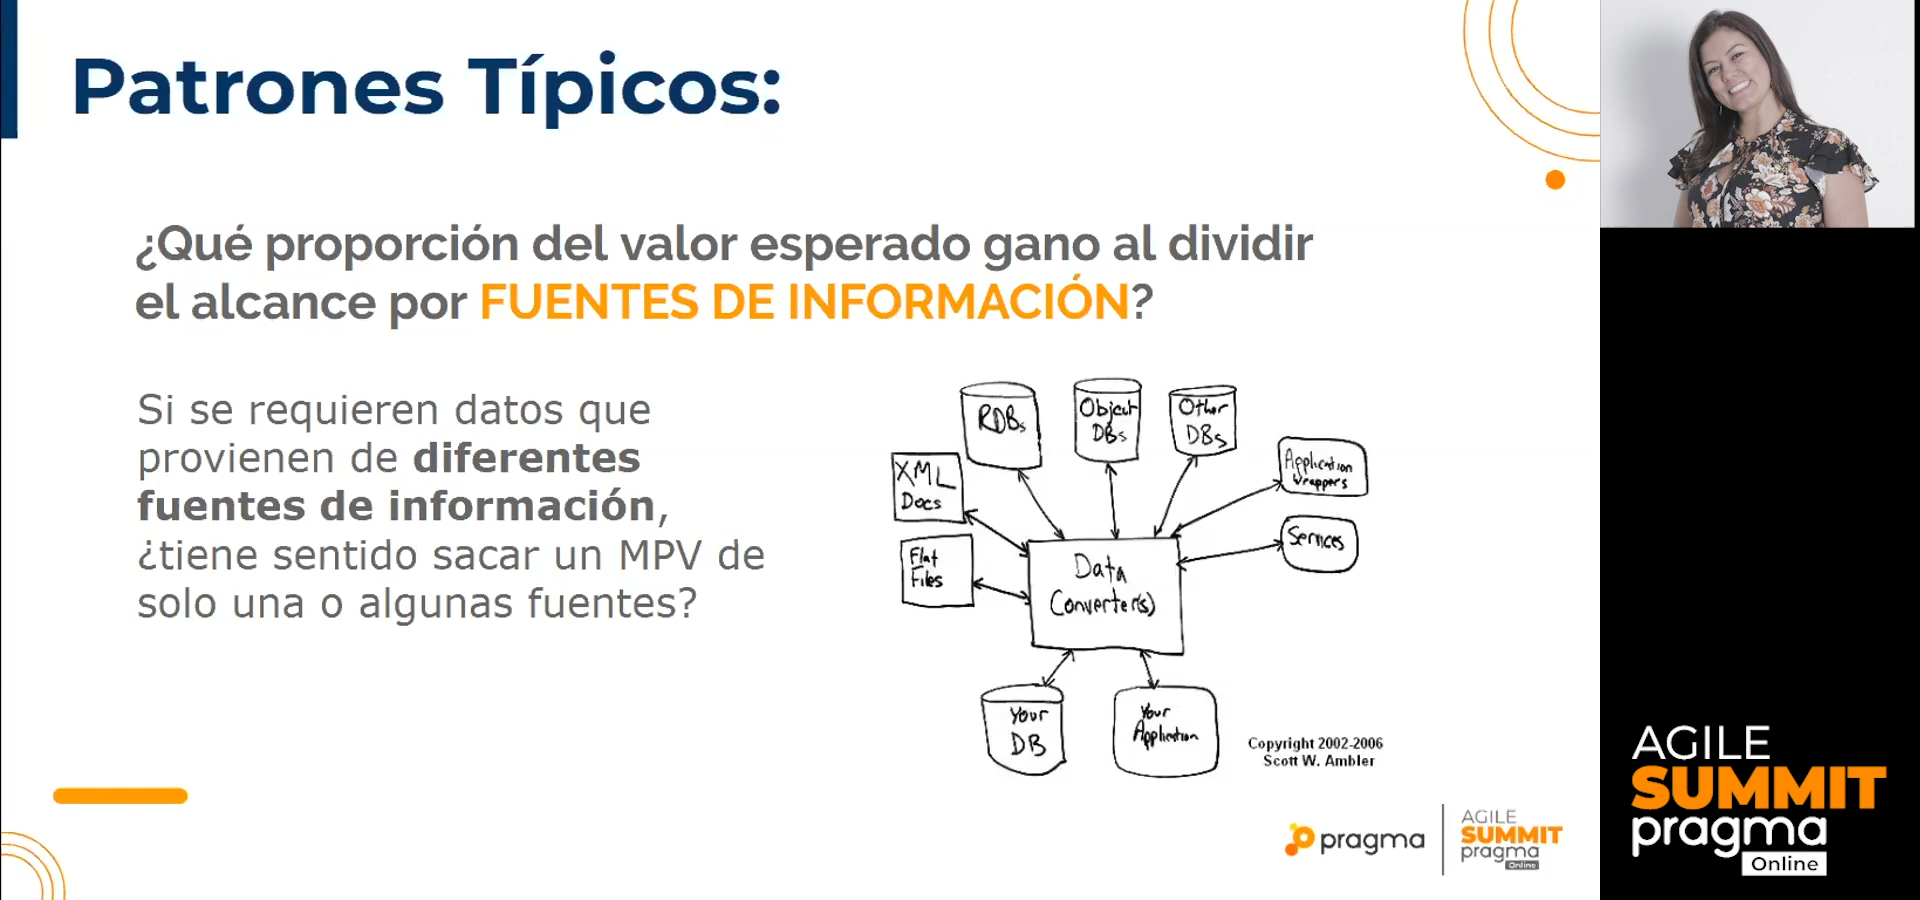 Patrones Típicos:
¿Qué proporción del valor esperado gano al dividir
el alcance por FUENTES DE INFORMACIÓN?
Si se requieren datos que
provienen de diferentes
fuentes de información,
¿tiene sentido sacar un MPV de
solo una o algunas fuentes?
RDBs
Object
DBs
Other
DBs
XML
Docs
Application
Wrappers
Flat
Files
Services
Data
Converter(s)
Your
DB
Your
Application
Copyright 2002-2006
Scott W. Ambler
pragma
AGILE
SUMMIT
pragma
Online
AGILE
SUMMIT
pragma
Online